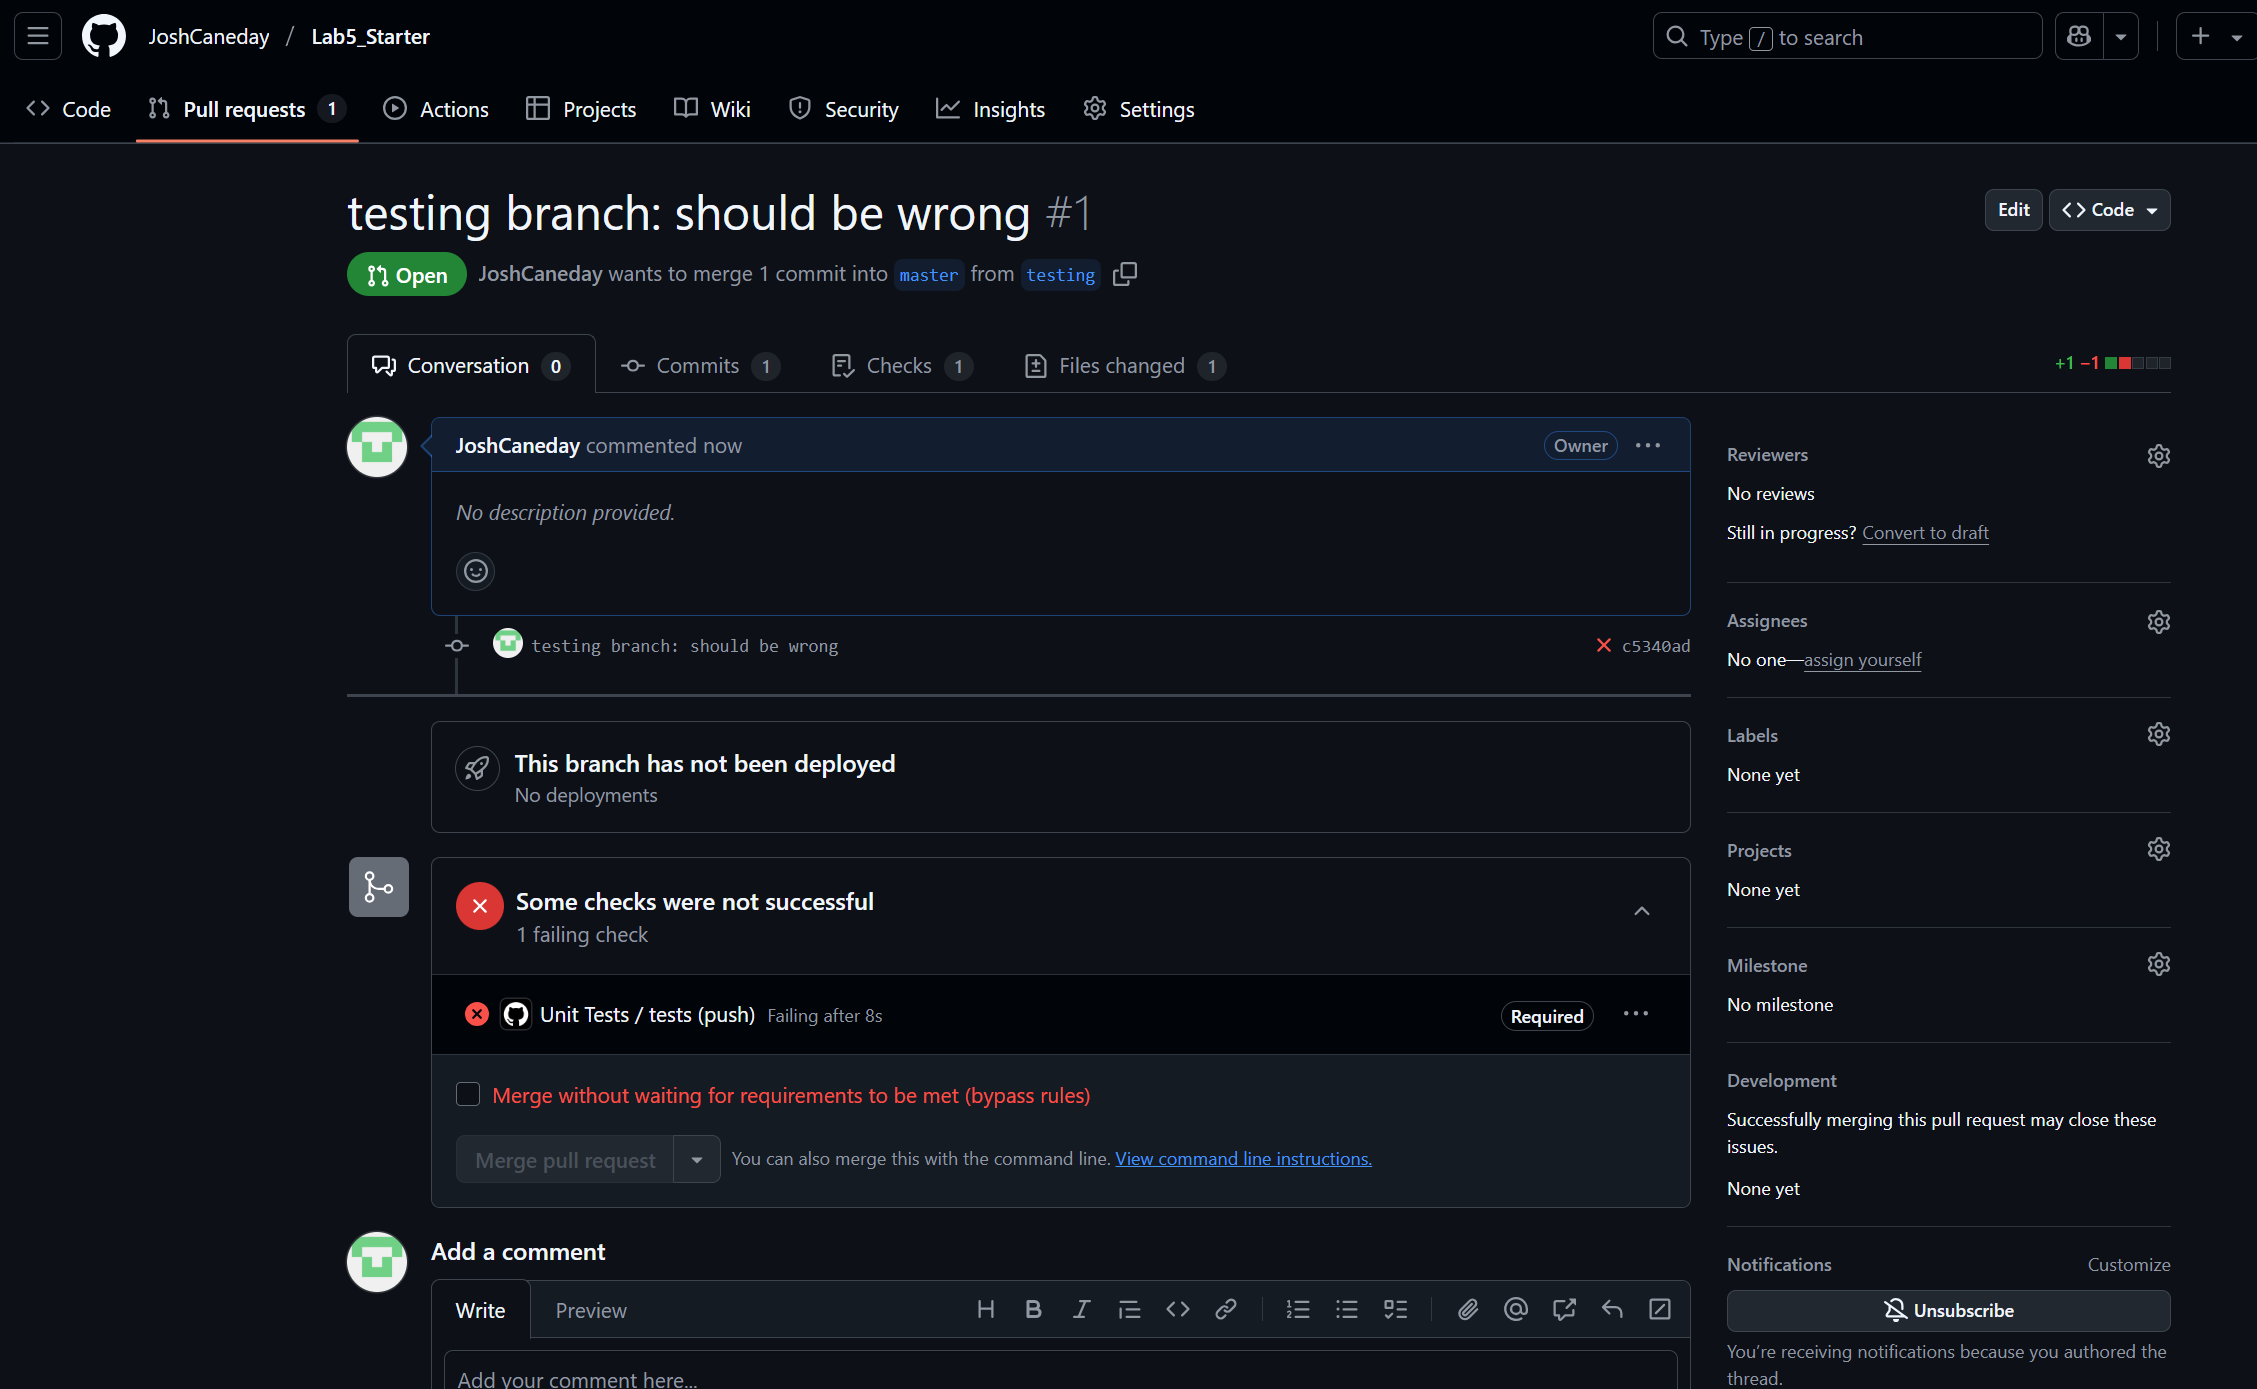 JoshCaneday / Lab5_Starter
Type / to search
Code
Pull requests 1
Actions
Projects
Wiki
Security
Insights
Settings
testing branch: should be wrong #1
Edit
Code
Open
JoshCaneday wants to merge 1 commit into master from testing
Conversation 0
Commits 1
Checks 1
Files changed 1
+1 −1
JoshCaneday commented now
Owner
No description provided.
testing branch: should be wrong
c5340ad
This branch has not been deployed
No deployments
Some checks were not successful
1 failing check
Unit Tests / tests (push) Failing after 8s
Required
Merge without waiting for requirements to be met (bypass rules)
Merge pull request
You can also merge this with the command line. View command line instructions.
Add a comment
Write
Preview
Add your comment here...
Reviewers
No reviews
Still in progress? Convert to draft
Assignees
No one—assign yourself
Labels
None yet
Projects
None yet
Milestone
No milestone
Development
Successfully merging this pull request may close these
issues.
None yet
Notifications
Customize
Unsubscribe
You’re receiving notifications because you authored the
thread.